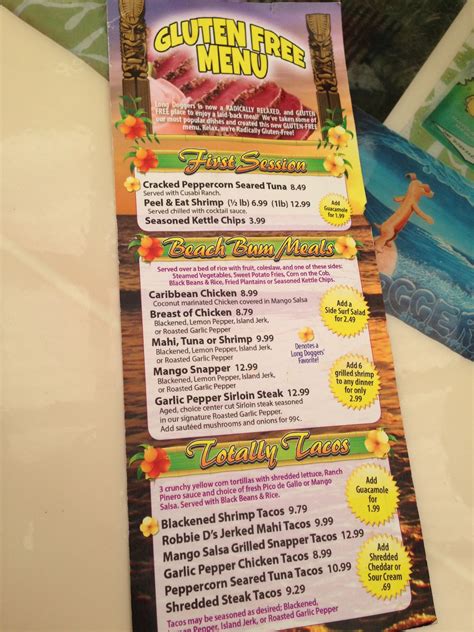 GLUTEN FREE
MENU
Long Doggers is now a RADICALLY RELAXED, and GLUTEN
FREE place to enjoy a laid-back meal! We've taken some of
our most popular dishes and created this new GLUTEN-FREE
menu. Relax, we're Radically Gluten-Free!
First Session
Cracked Peppercorn Seared Tuna 8.49
Served with Cusabi Ranch.
Peel & Eat Shrimp (½ lb) 6.99 (1lb) 12.99
Served chilled with cocktail sauce.
Seasoned Kettle Chips 3.99
Add
Guacamole
for
1.99
Beach Bum Meals
Served over a bed of rice with fruit, coleslaw, and one of these sides:
Steamed Vegetables, Sweet Potato Fries, Corn on the Cob,
Black Beans & Rice, Fried Plantains or Seasoned Kettle Chips.
Caribbean Chicken 8.99
Coconut marinated Chicken covered in Mango Salsa
Breast of Chicken 8.79
Blackened, Lemon Pepper, Island Jerk,
or Roasted Garlic Pepper
Mahi, Tuna or Shrimp 9.99
Blackened, Lemon Pepper, Island Jerk,
or Roasted Garlic Pepper
Mango Snapper 12.99
Blackened, Lemon Pepper, Island Jerk,
or Roasted Garlic Pepper
Garlic Pepper Sirloin Steak 12.99
Aged, choice center cut Sirloin steak seasoned
in our signature Roasted Garlic Pepper.
Add sautéed mushrooms and onions for 99¢.
Add a
Side Surf Salad
for
2.49
Denotes a
Long Doggers'
Favorite!
Add 6
grilled shrimp
to any dinner
for only
2.99
Totally Tacos
3 crunchy yellow corn tortillas with shredded lettuce, Ranch
Pinero sauce and choice of fresh Pico de Gallo or Mango
Salsa. Served with Black Beans & Rice.
Blackened Shrimp Tacos 9.79
Robbie D's Jerked Mahi Tacos 9.99
Mango Salsa Grilled Snapper Tacos 12.99
Garlic Pepper Chicken Tacos 8.99
Peppercorn Seared Tuna Tacos 10.99
Shredded Steak Tacos 9.29
Tacos may be seasoned as desired; Blackened,
Lemon Pepper, Island Jerk or Roasted Garlic Pepper
Add
Guacamole
for
1.99
Add
Shredded
Cheddar or
Sour Cream
.69